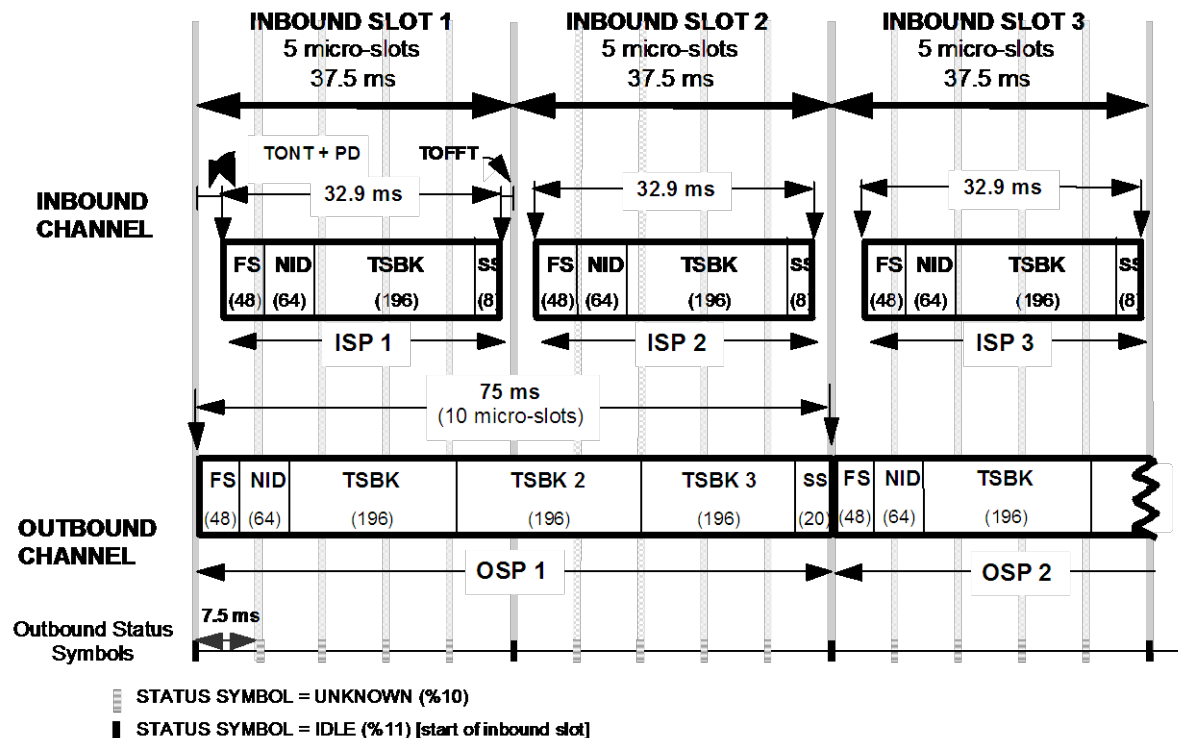 INBOUND SLOT 1
5 micro-slots
37.5 ms
INBOUND SLOT 2
5 micro-slots
37.5 ms
INBOUND SLOT 3
5 micro-slots
37.5 ms
TONT + PD
TOFFT
INBOUND
CHANNEL
32.9 ms
32.9 ms
32.9 ms
FS NID TSBK SS
(48) (64) (196) (8)
FS NID TSBK SS
(48) (64) (196) (8)
FS NID TSBK SS
(48) (64) (196) (8)
ISP 1
ISP 2
ISP 3
75 ms
(10 micro-slots)
OUTBOUND
CHANNEL
FS NID TSBK TSBK 2 TSBK 3 SS
(48) (64) (196) (196) (196) (20)
FS NID TSBK
(48) (64) (196)
OSP 1
OSP 2
7.5 ms
Outbound Status
Symbols
STATUS SYMBOL = UNKNOWN (%10)
STATUS SYMBOL = IDLE (%11) [start of inbound slot]